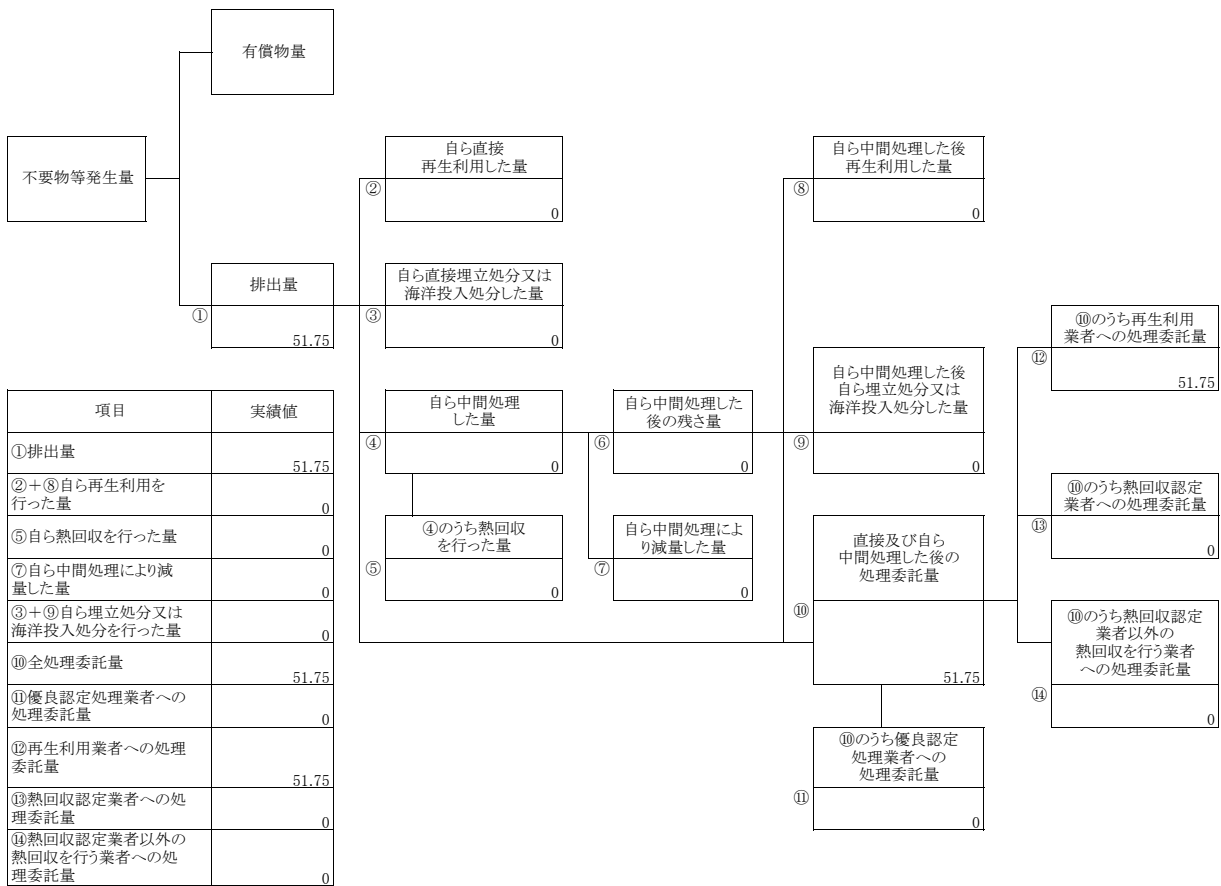 有償物量
不要物等発生量
自ら直接
再生利用した量
②
0
自ら中間処理した後
再生利用した量
⑧
0
排出量
①
51.75
自ら直接埋立処分又は
海洋投入処分した量
③
0
⑩のうち再生利用
業者への処理委託量
⑫
51.75
自ら中間処理
した量
④
0
自ら中間処理した
後の残さ量
⑥
0
自ら中間処理した後
自ら埋立処分又は
海洋投入処分した量
⑨
0
⑩のうち熱回収認定
業者への処理委託量
⑬
0
④のうち熱回収
を行った量
⑤
0
自ら中間処理によ
り減量した量
⑦
0
直接及び自ら
中間処理した後の
処理委託量
⑩
51.75
⑩のうち熱回収認定
業者以外の
熱回収を行う業者
への処理委託量
⑭
0
⑩のうち優良認定
処理業者への
処理委託量
⑪
0
項目 実績値
①排出量
51.75
②+⑧自ら再生利用を
行った量
0
⑤自ら熱回収を行った量
0
⑦自ら中間処理により減
量した量
0
③+⑨自ら埋立処分又は
海洋投入処分を行った量
0
⑩全処理委託量
51.75
⑪優良認定処理業者への
処理委託量
0
⑫再生利用業者への処理
委託量
51.75
⑬熱回収認定業者への処
理委託量
0
⑭熱回収認定業者以外の
熱回収を行う業者への処
理委託量
0